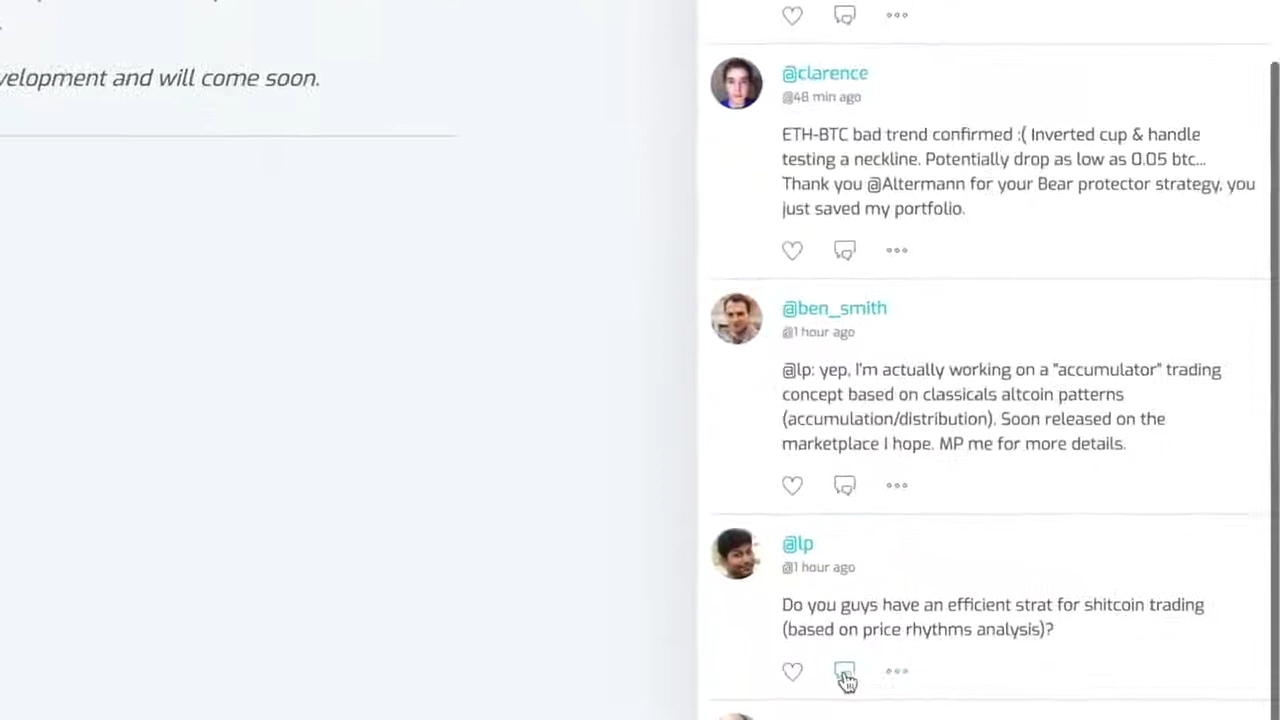 velopment and will come soon.
@clarence
@48 min ago
ETH-BTC bad trend confirmed :( Inverted cup & handle
testing a neckline. Potentially drop as low as 0.05 btc...
Thank you @Altermann for your Bear protector strategy, you
just saved my portfolio.
@ben_smith
@1 hour ago
@lp: yep, I'm actually working on a "accumulator" trading
concept based on classicals altcoin patterns
(accumulation/distribution). Soon released on the
marketplace I hope. MP me for more details.
@lp
@1 hour ago
Do you guys have an efficient strat for shitcoin trading
(based on price rhythms analysis)?